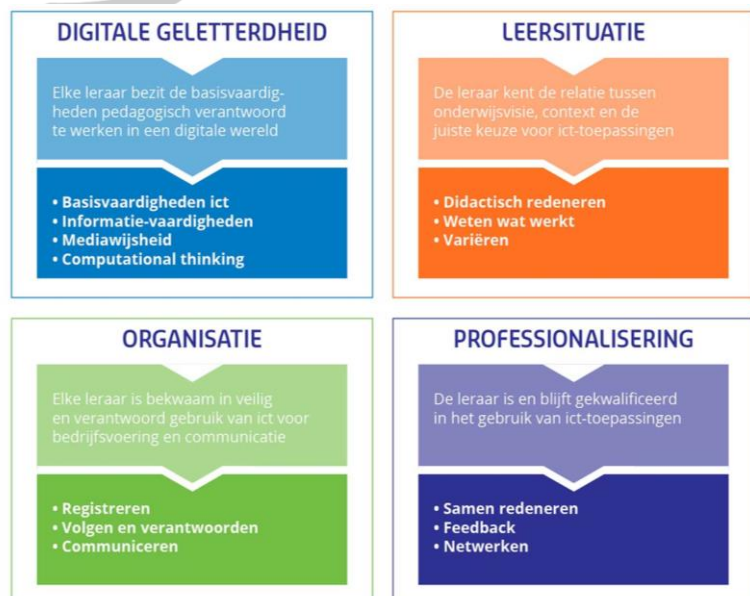 DIGITALE GELETTERDHEID
Elke leraar bezit de basisvaardig-
heden pedagogisch verantwoord
te werken in een digitale wereld
• Basisvaardigheden ict
• Informatie-vaardigheden
• Mediawijsheid
• Computational thinking
LEERSITUATIE
De leraar kent de relatie tussen
onderwijsvisie, context en de
juiste keuze voor ict-toepassingen
• Didactisch redeneren
• Weten wat werkt
• Variëren
ORGANISATIE
Elke leraar is bekwaam in veilig
en verantwoord gebruik van ict voor
bedrijfsvoering en communicatie
• Registreren
• Volgen en verantwoorden
• Communiceren
PROFESSIONALISERING
De leraar is en blijft gekwalificeerd
in het gebruik van ict-toepassingen
• Samen redeneren
• Feedback
• Netwerken